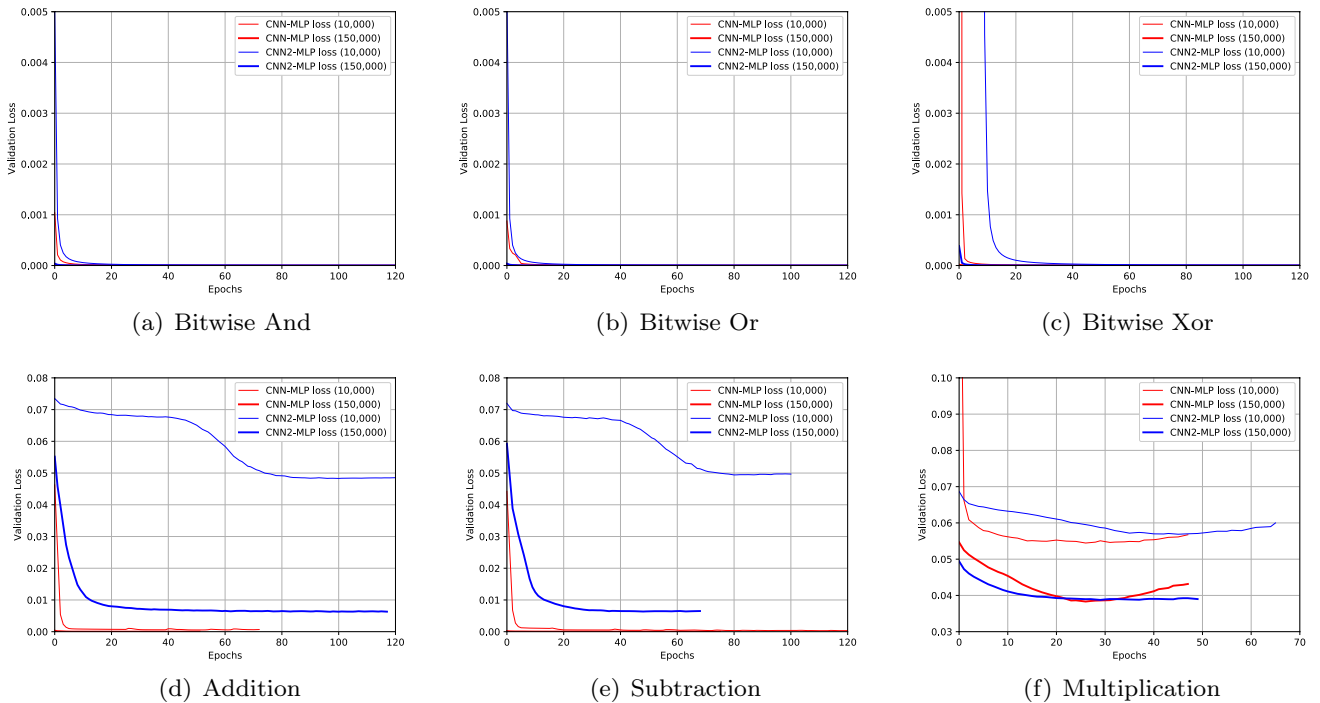 0.005
0.004
0.003
0.002
0.001
0.000
Validation Loss
0 20 40 60 80 100 120
Epochs
CNN-MLP loss (10,000)
CNN-MLP loss (150,000)
CNN2-MLP loss (10,000)
CNN2-MLP loss (150,000)
(a) Bitwise And
0.005
0.004
0.003
0.002
0.001
0.000
Validation Loss
0 20 40 60 80 100 120
Epochs
CNN-MLP loss (10,000)
CNN-MLP loss (150,000)
CNN2-MLP loss (10,000)
CNN2-MLP loss (150,000)
(b) Bitwise Or
0.005
0.004
0.003
0.002
0.001
0.000
Validation Loss
0 20 40 60 80 100 120
Epochs
CNN-MLP loss (10,000)
CNN-MLP loss (150,000)
CNN2-MLP loss (10,000)
CNN2-MLP loss (150,000)
(c) Bitwise Xor
0.08
0.07
0.06
0.05
0.04
0.03
0.02
0.01
0.00
Validation Loss
0 20 40 60 80 100 120
Epochs
CNN-MLP loss (10,000)
CNN-MLP loss (150,000)
CNN2-MLP loss (10,000)
CNN2-MLP loss (150,000)
(d) Addition
0.08
0.07
0.06
0.05
0.04
0.03
0.02
0.01
0.00
Validation Loss
0 20 40 60 80 100 120
Epochs
CNN-MLP loss (10,000)
CNN-MLP loss (150,000)
CNN2-MLP loss (10,000)
CNN2-MLP loss (150,000)
(e) Subtraction
0.10
0.09
0.08
0.07
0.06
0.05
0.04
0.03
Validation Loss
0 10 20 30 40 50 60 70
Epochs
CNN-MLP loss (10,000)
CNN-MLP loss (150,000)
CNN2-MLP loss (10,000)
CNN2-MLP loss (150,000)
(f) Multiplication